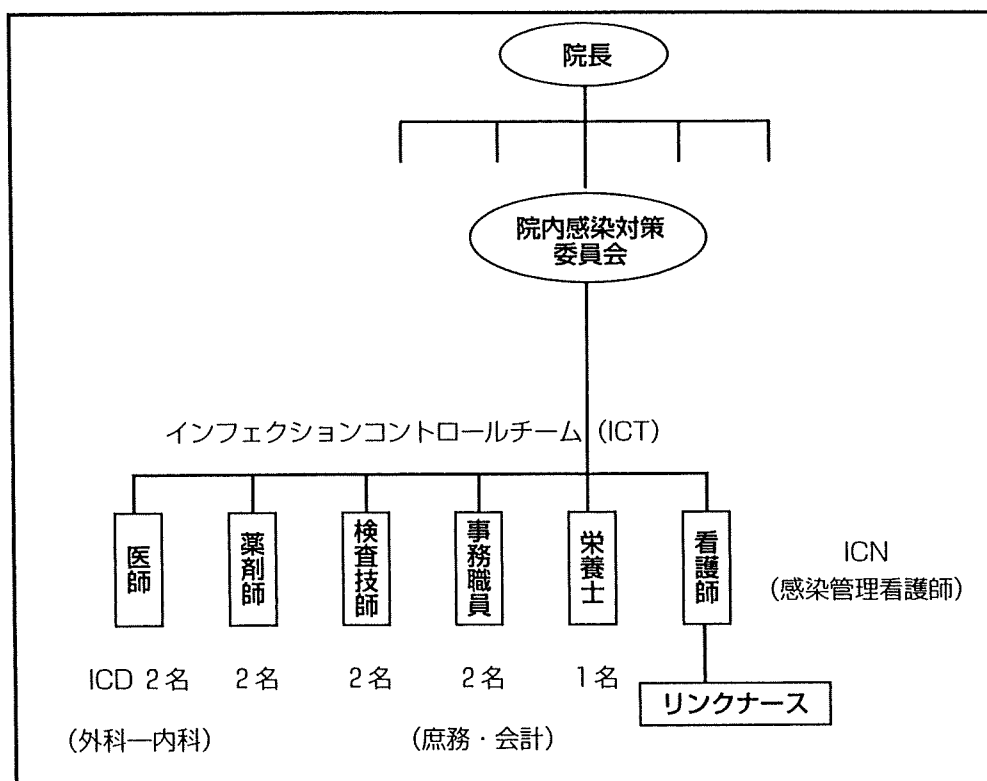 院長
院内感染対策
委員会
インフェクションコントロールチーム (ICT)
医師
薬剤師
検査技師
事務職員
栄養士
看護師
ICN
(感染管理看護師)
ICD 2名
2名
2名
2名
1名
リンクナース
(外科ー内科)
(庶務・会計)